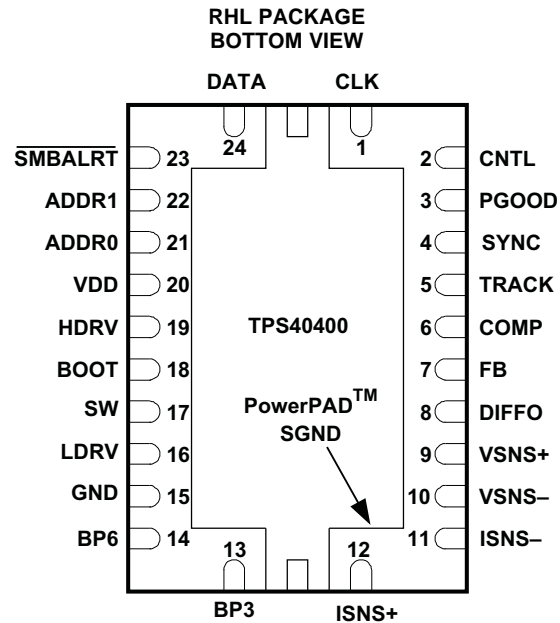 RHL PACKAGE
BOTTOM VIEW
DATA CLK
24 1
SMBALRT 23 2 CNTL
ADDR1 22 3 PGOOD
ADDR0 21 4 SYNC
VDD 20 5 TRACK
HDRV 19 TPS40400 6 COMP
BOOT 18 7 FB
SW 17 PowerPAD™ 8 DIFFO
SGND
LDRV 16 9 VSNS+
GND 15 10 VSNS–
BP6 14 11 ISNS–
13 12
BP3 ISNS+